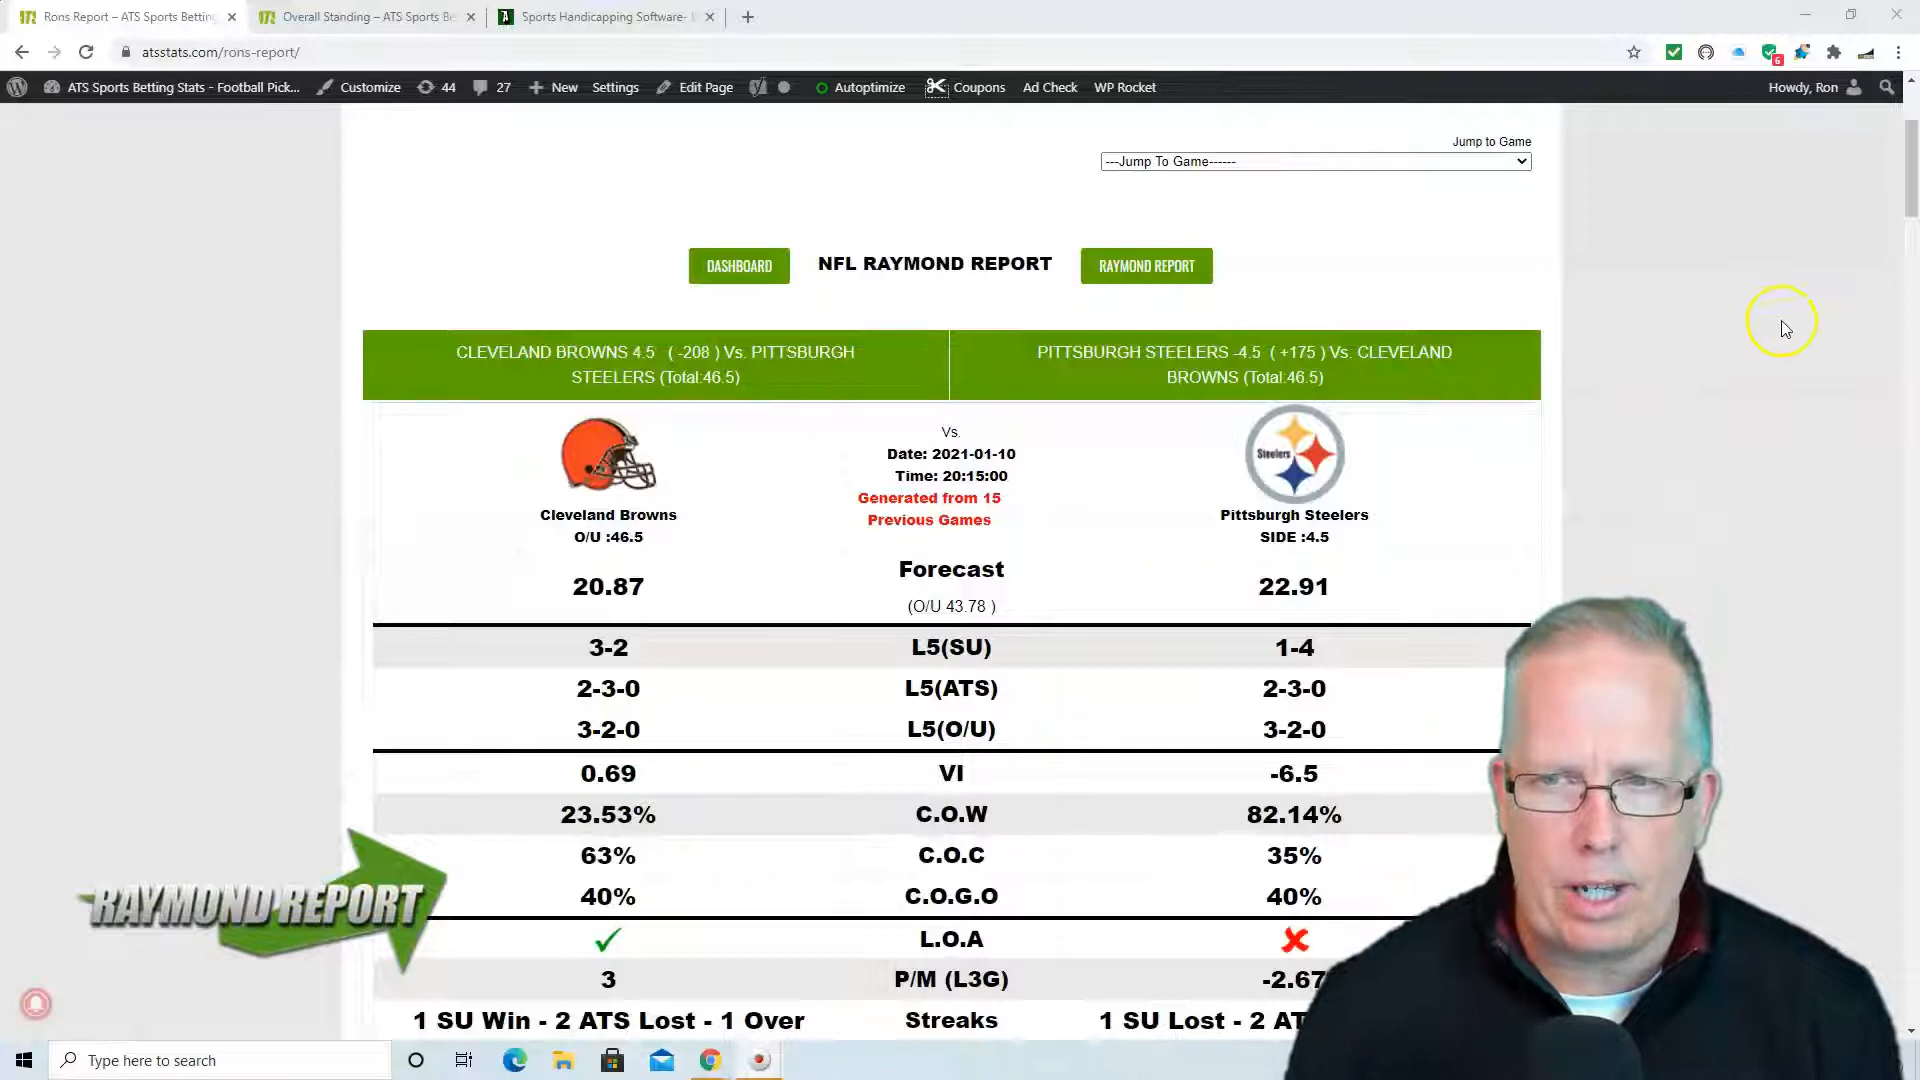 Rons Report – ATS Sports Bettin
Overall Standing – ATS Sports Be
Sports Handicapping Software-
atsstats.com/rons-report/
6
ATS Sports Betting Stats - Football Pick...
Customize
44
27
New
Settings
Edit Page
Autoptimize
Coupons
Ad Check
WP Rocket
Howdy, Ron
Jump to Game
---Jump To Game------
DASHBOARD
NFL RAYMOND REPORT
RAYMOND REPORT
CLEVELAND BROWNS 4.5 ( -208 ) Vs. PITTSBURGH
STEELERS (Total:46.5)
PITTSBURGH STEELERS -4.5 ( +175 ) Vs. CLEVELAND
BROWNS (Total:46.5)
Vs.
Date: 2021-01-10
Time: 20:15:00
Generated from 15
Previous Games
Steelers
Cleveland Browns
O/U :46.5
Pittsburgh Steelers
SIDE :4.5
20.87
Forecast
(O/U 43.78 )
22.91
3-2 L5(SU) 1-4
2-3-0 L5(ATS) 2-3-0
3-2-0 L5(O/U) 3-2-0
0.69 VI -6.5
23.53% C.O.W 82.14%
63% C.O.C 35%
40% C.O.G.O 40%
L.O.A
3 P/M (L3G) -2.67
1 SU Win - 2 ATS Lost - 1 Over Streaks 1 SU Lost - 2
RAYMOND REPORT
Type here to search